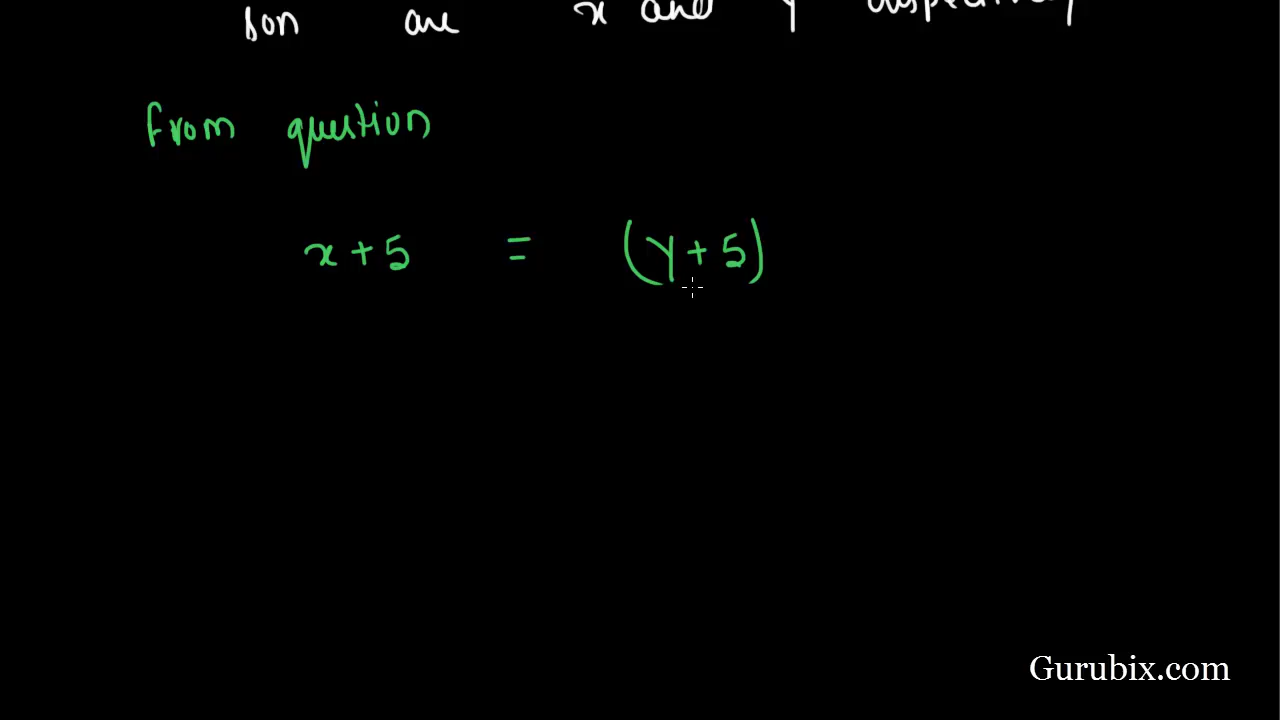 son are x and y respectively
From question
x + 5 = (y + 5)
Gurubix.com